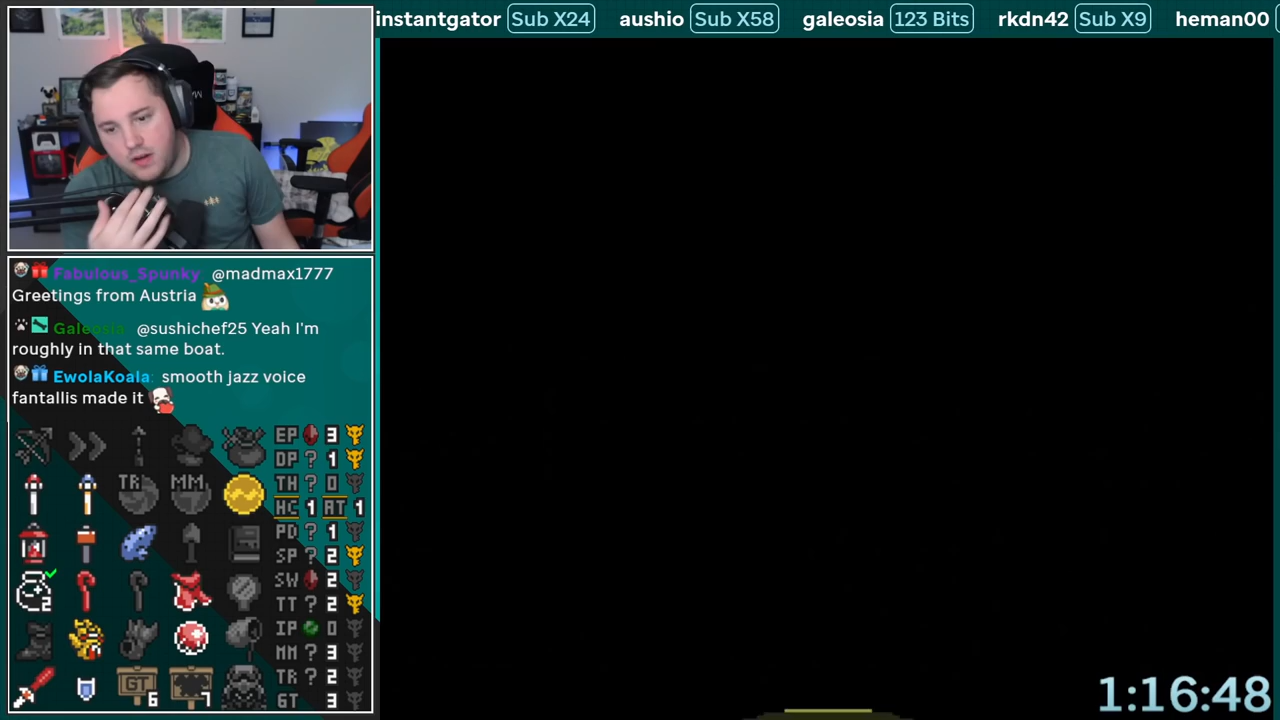 instantgator Sub X24 aushio Sub X58 galeosia 123 Bits rkdn42 Sub X9 heman00
Fabulous_Spunky @madmax1777
Greetings from Austria
Galeosia @sushichef25 Yeah I'm
roughly in that same boat.
EwolaKoala: smooth jazz voice
fantallis made it
EP 3
DP ? 1
TR MM TH ? 0
HC 1 AT 1
PD ? 1
SP ? 2
2 SW 2
TT ? 2
IP 0
MM ? 3
TR ? 2
GT 6 7 GT 3
1:16:48